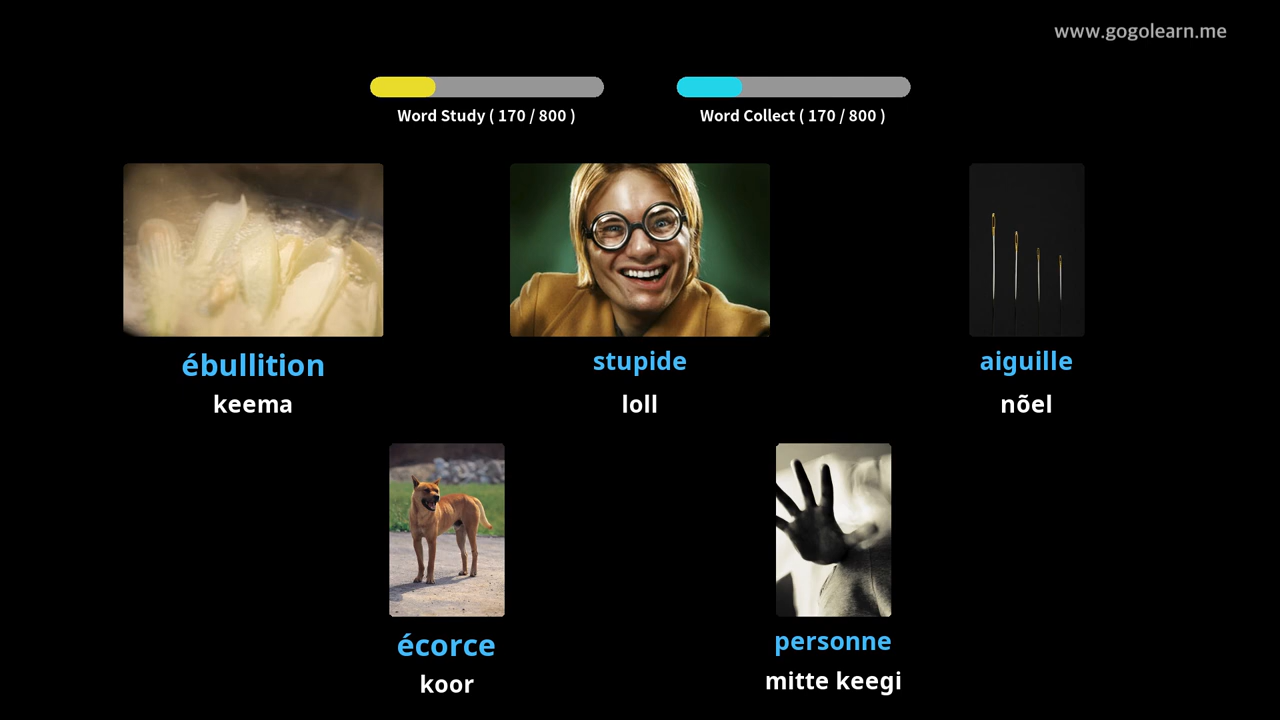 www.gogolearn.me
Word Study ( 170 / 800 )
Word Collect ( 170 / 800 )
ébullition
keema
stupide
loll
aiguille
nõel
écorce
koor
personne
mitte keegi